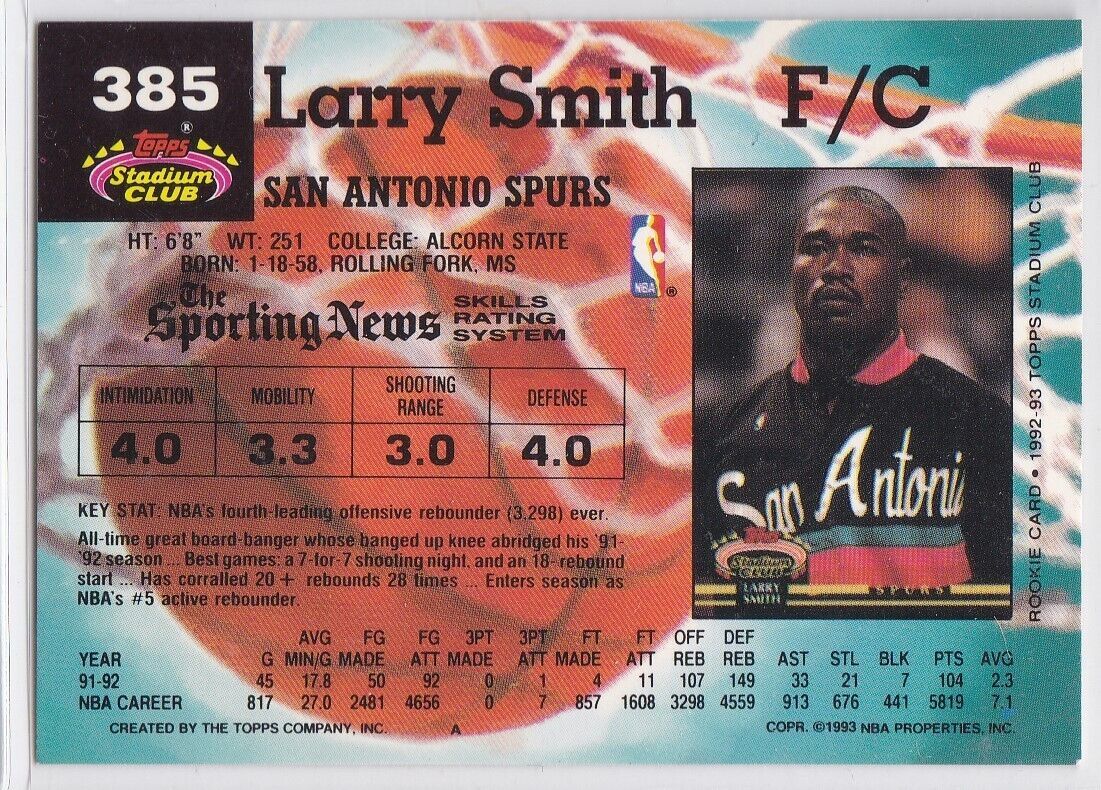 385
Larry Smith F/C
Topps ®
Stadium
CLUB
SAN ANTONIO SPURS
HT: 6'8" WT: 251 COLLEGE: ALCORN STATE
BORN: 1-18-58, ROLLING FORK, MS
NBA ®
The
Sporting News
SKILLS
RATING
SYSTEM
INTIMIDATION MOBILITY SHOOTING RANGE DEFENSE
4.0 3.3 3.0 4.0
KEY STAT: NBA's fourth-leading offensive rebounder (3,298) ever.
All-time great board-banger whose banged up knee abridged his '91-
'92 season ... Best games: a 7-for-7 shooting night, and an 18-rebound
start ... Has corralled 20 + rebounds 28 times ... Enters season as
NBA's #5 active rebounder.
San Antonio
Stadium
CLUB
LARRY
SMITH
SPURS
ROOKIE CARD • 1992-93 TOPPS STADIUM CLUB
AVG FG FG 3PT 3PT FT FT OFF DEF
YEAR G MIN/G MADE ATT MADE ATT MADE ATT REB REB AST STL BLK PTS AVG
91-92 45 17.8 50 92 0 1 4 11 107 149 33 21 7 104 2.3
NBA CAREER 817 27.0 2481 4656 0 7 857 1608 3298 4559 913 676 441 5819 7.1
CREATED BY THE TOPPS COMPANY, INC. A COPR. ©1993 NBA PROPERTIES, INC.